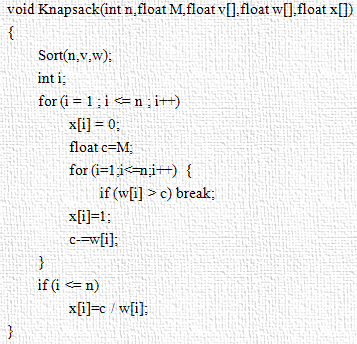 void Knapsack(int n,float M,float v[],float w[],float x[])
{
Sort(n,v,w);
int i;
for (i = 1 ; i <= n ; i++)
x[i] = 0;
float c=M;
for (i=1;i<=n;i++) {
if (w[i] > c) break;
x[i]=1;
c-=w[i];
}
if (i <= n)
x[i]=c / w[i];
}